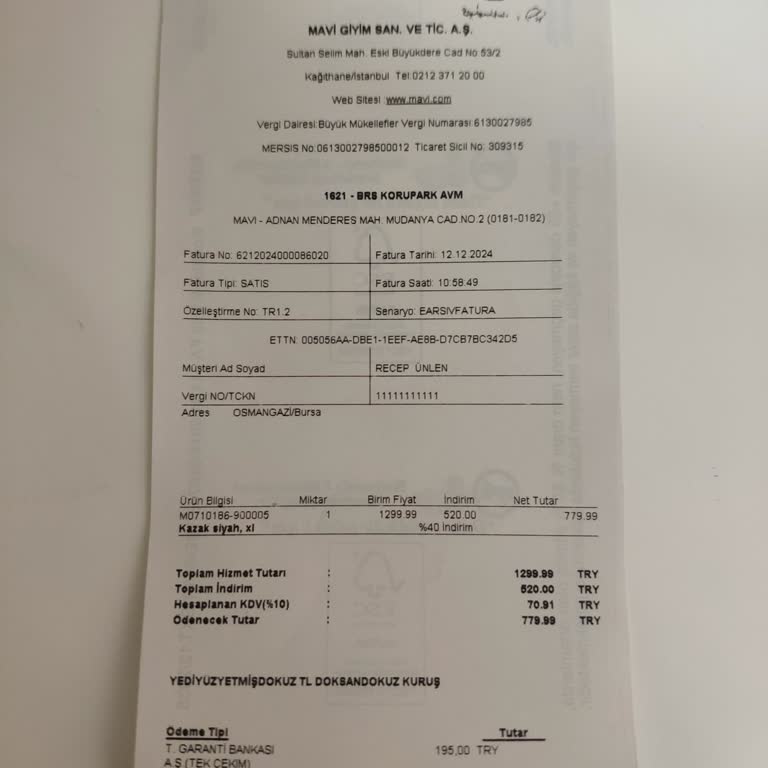 MAVİ GİYİM SAN. VE TİC. A.Ş.
Sultan Selim Mah. Eski Büyükdere Cad No 53/2
Kağıthane/Istanbul Tel:0212 371 20 00
Web Sitesi :www.mavi.com
Vergi Dairesi:Büyük Mükellefler Vergi Numarası:6130027985
MERSIS No:0613002798500012 Ticaret Sicil No: 309315
1621 - BRS KORUPARK AVM
MAVI - ADNAN MENDERES MAH. MUDANYA CAD.NO.2 (0181-0182)
Fatura No: 6212024000086020 Fatura Tarihi: 12.12.2024
Fatura Tipi: SATIS Fatura Saati: 10:58:49
Özelleştirme No: TR1.2 Senaryo: EARSIVFATURA
ETTN: 005056AA-DBE1-1EEF-AE8B-D7CB7BC342D5
Müşteri Ad Soyad RECEP ÜNLEN
Vergi NO/TCKN 11111111111
Adres OSMANGAZİ/Bursa
Ürün Bilgisi Miktar Birim Fiyat İndirim Net Tutar
M0710186-900005 1 1299.99 520.00 779.99
Kazak siyah, xl %40 İndirim
Toplam Hizmet Tutarı : 1299.99 TRY
Toplam İndirim : 520.00 TRY
Hesaplanan KDV(%10) : 70.91 TRY
Ödenecek Tutar : 779.99 TRY
YEDİYÜZYETMİŞDOKUZ TL DOKSANDOKUZ KURUŞ
Ödeme Tipi Tutar
T. GARANTİ BANKASI 195,00 TRY
A.Ş (TEK ÇEKİM)